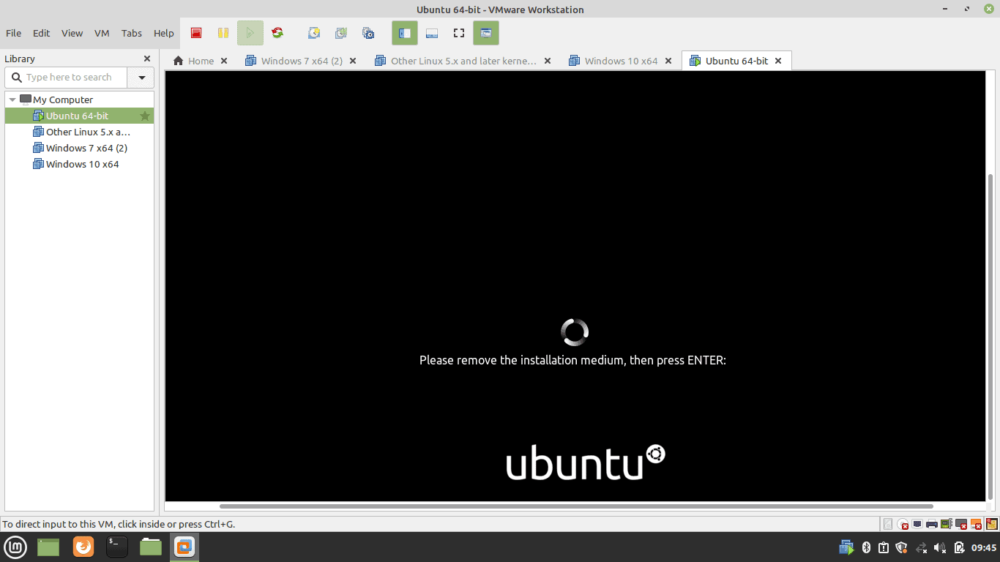 Ubuntu 64-bit - VMware Workstation
File Edit View VM Tabs Help
Library
Type here to search
My Computer
Ubuntu 64-bit
Other Linux 5.x a...
Windows 7 x64 (2)
Windows 10 x64
Home
Windows 7 x64 (2)
Other Linux 5.x and later kerne...
Windows 10 x64
Ubuntu 64-bit
Please remove the installation medium, then press ENTER:
ubuntu
To direct input to this VM, click inside or press Ctrl+G.
09:45